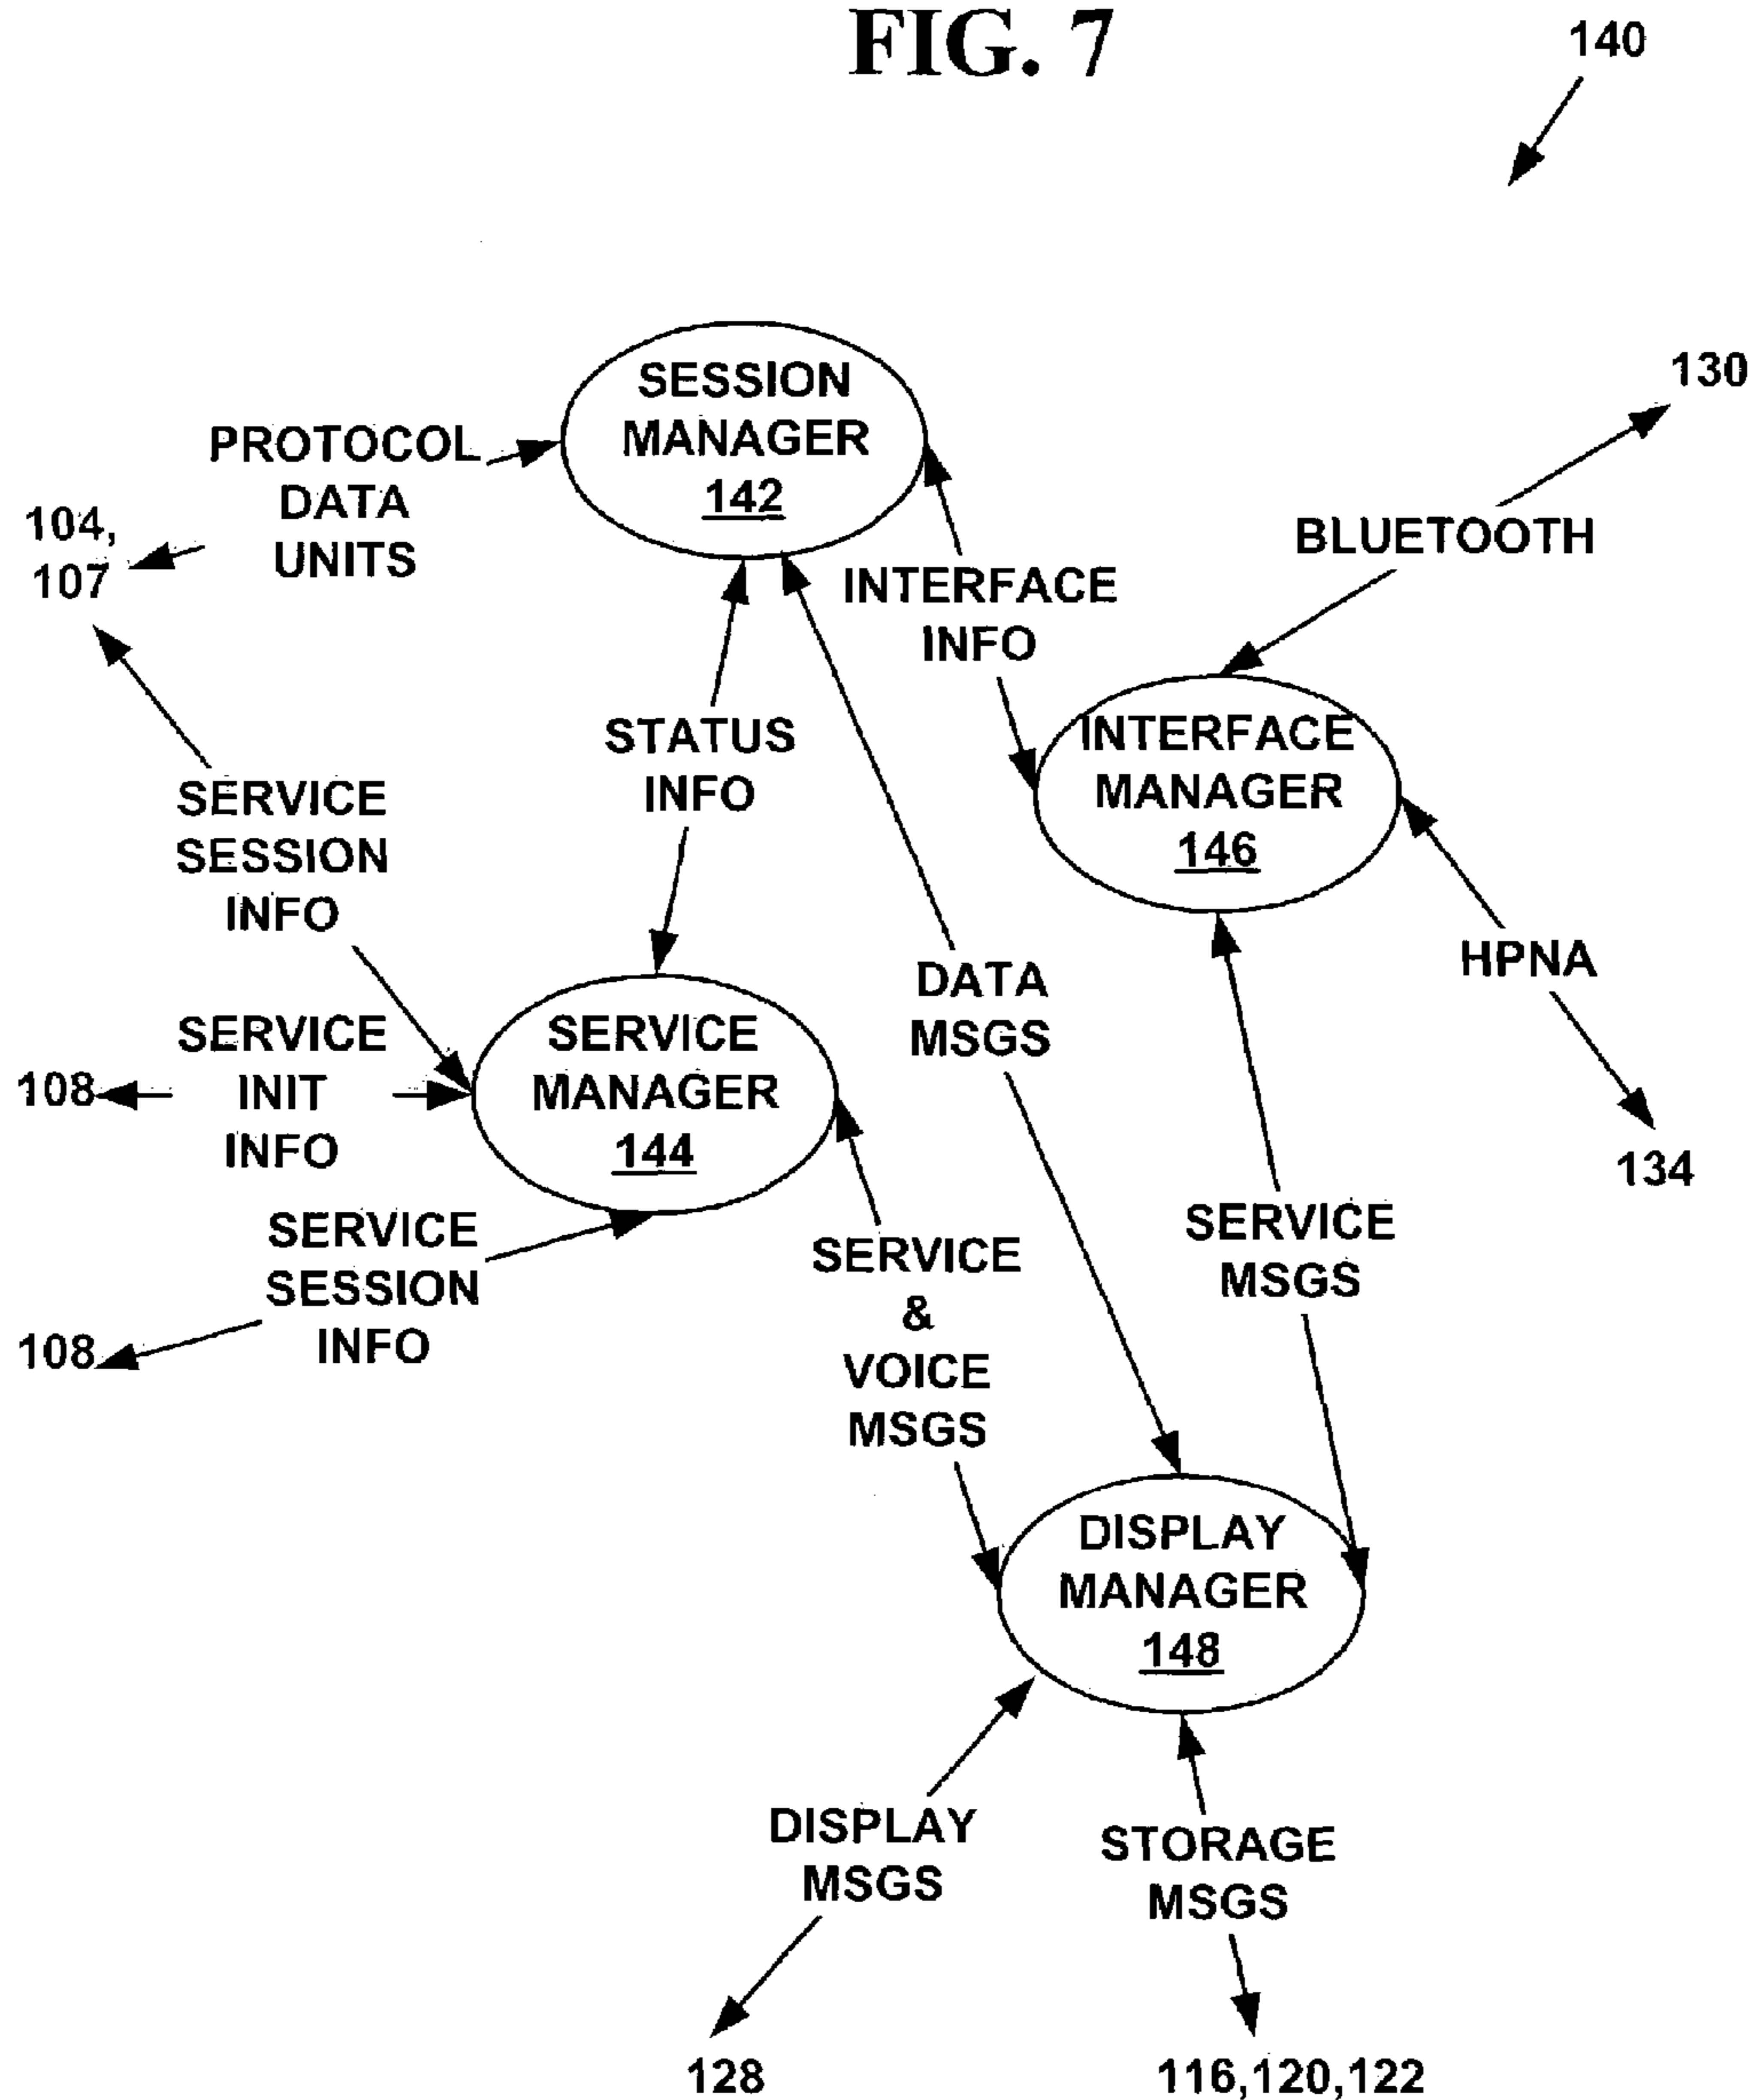 FIG. 7
140
SESSION
MANAGER
142
130
PROTOCOL
DATA
UNITS
104,
107
BLUETOOTH
INTERFACE
INFO
STATUS
INFO
INTERFACE
MANAGER
146
SERVICE
SESSION
INFO
HPNA
DATA
MSGS
SERVICE
INIT
INFO
108
SERVICE
MANAGER
144
134
SERVICE
SESSION
INFO
108
SERVICE
&
VOICE
MSGS
SERVICE
MSGS
DISPLAY
MANAGER
148
DISPLAY
MSGS
STORAGE
MSGS
128
116,120,122